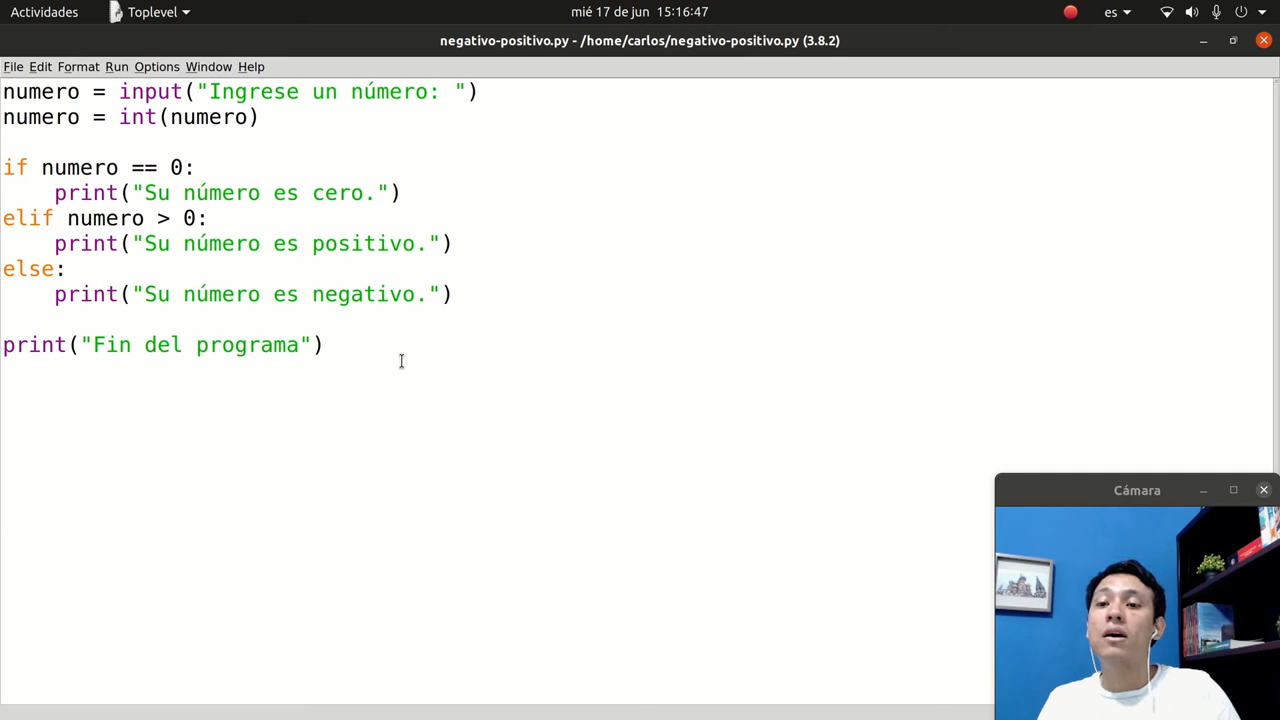 Actividades Toplevel mié 17 de jun 15:16:47 es
negativo-positivo.py - /home/carlos/negativo-positivo.py (3.8.2)
File Edit Format Run Options Window Help
numero = input("Ingrese un número: ")
numero = int(numero)
if numero == 0:
    print("Su número es cero.")
elif numero > 0:
    print("Su número es positivo.")
else:
    print("Su número es negativo.")
print("Fin del programa")
Cámara